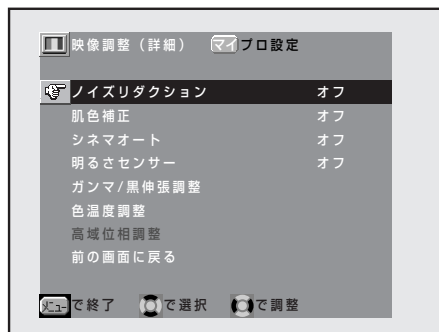 映像調整(詳細) マイプロ設定
ノイズリダクション オフ
肌色補正 オフ
シネマオート オフ
明るさセンサー オフ
ガンマ/黒伸張調整
色温度調整
高域位相調整
前の画面に戻る
メニューで終了 で選択 で調整